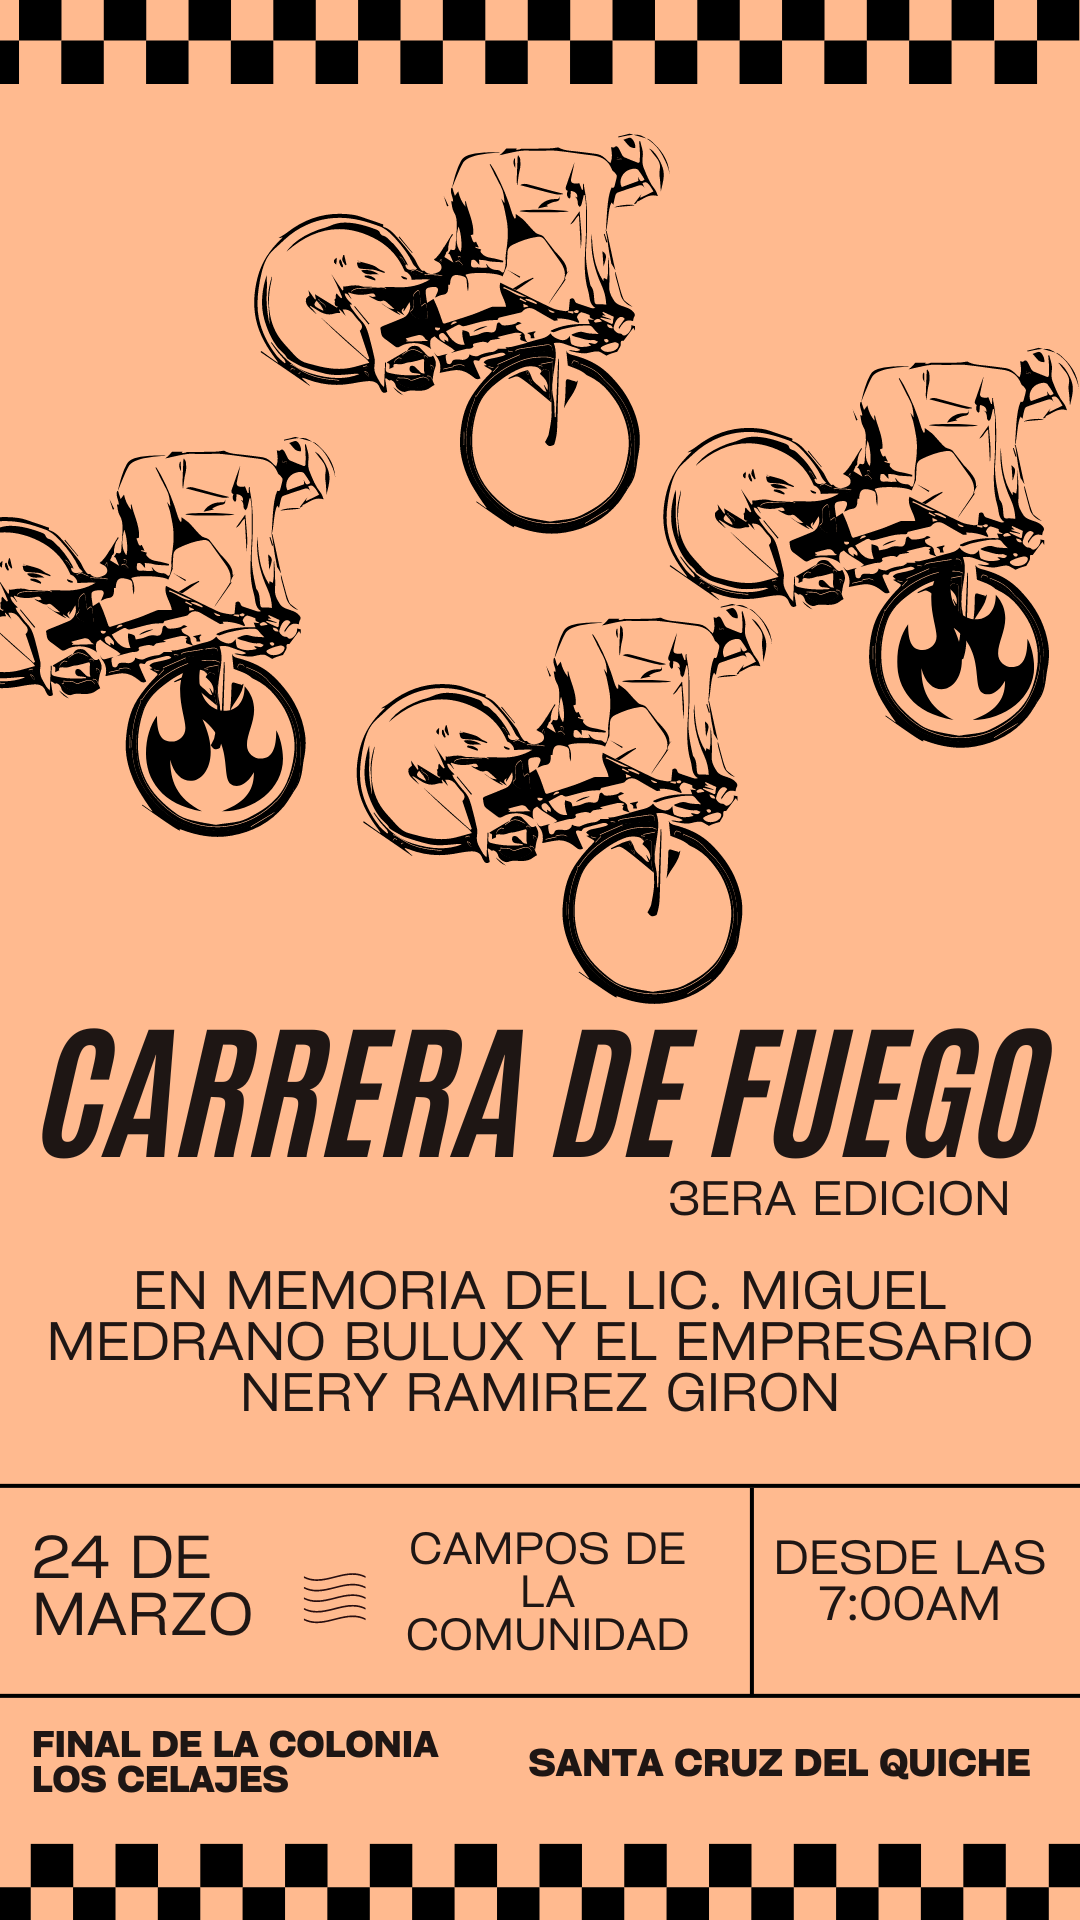 CARRERA DE FUEGO
3ERA EDICION
EN MEMORIA DEL LIC. MIGUEL
MEDRANO BULUX Y EL EMPRESARIO
NERY RAMIREZ GIRON
24 DE
MARZO
CAMPOS DE
LA
COMUNIDAD
DESDE LAS
7:00AM
FINAL DE LA COLONIA
LOS CELAJES
SANTA CRUZ DEL QUICHE